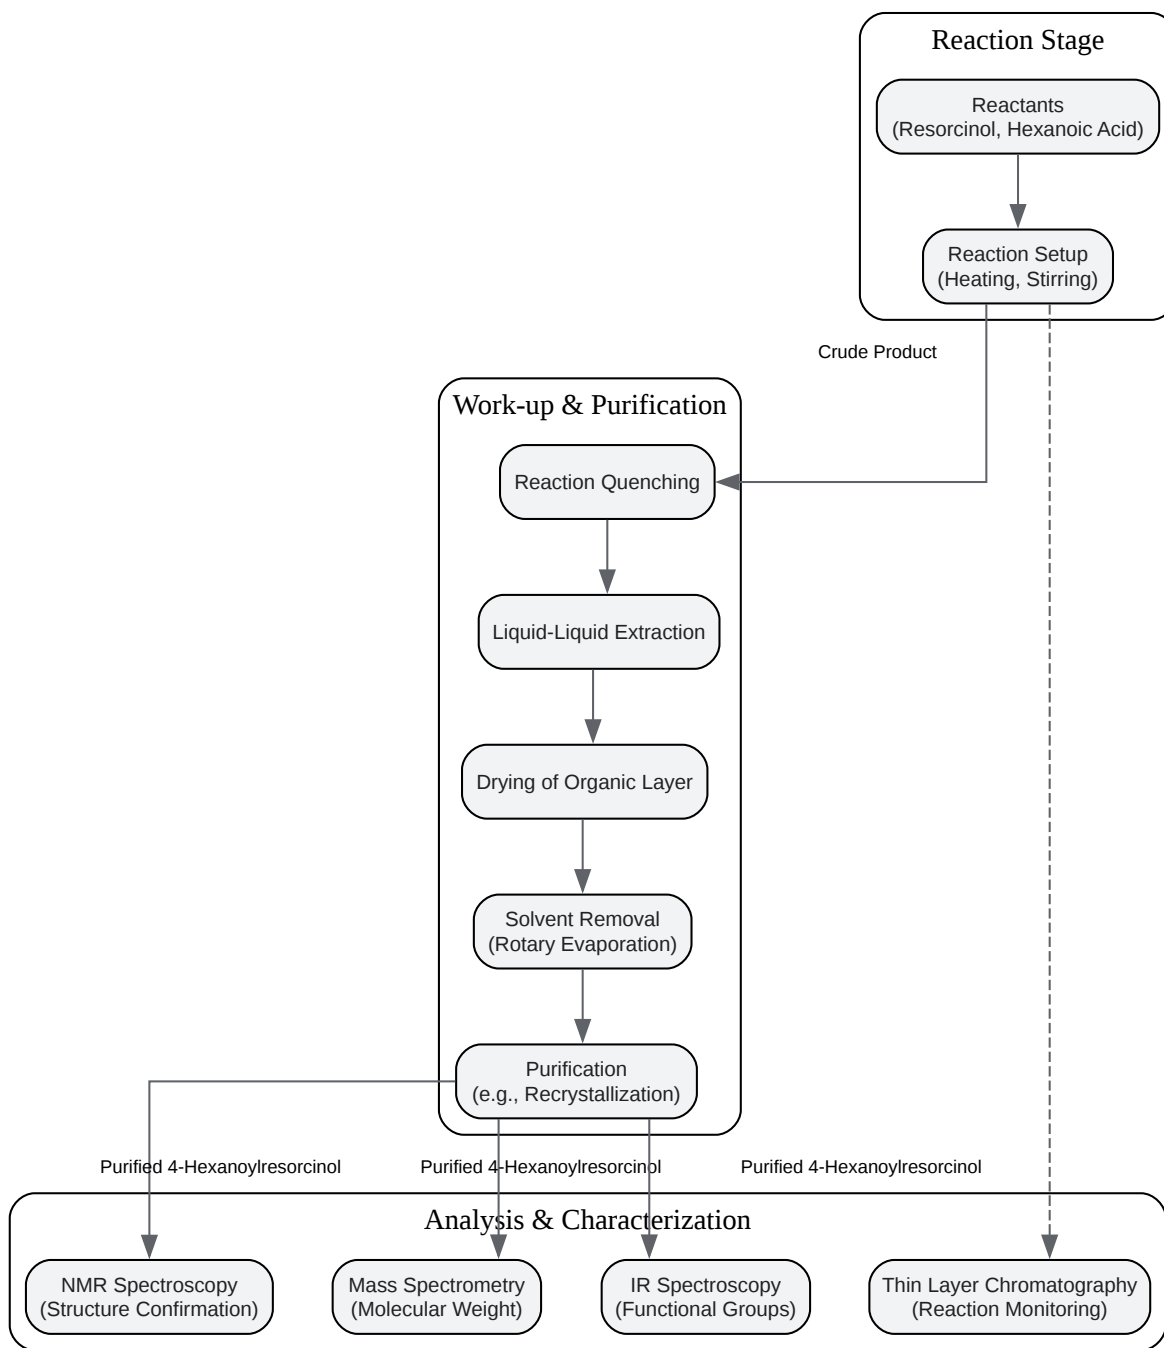 Reaction Stage
Reactants
(Resorcinol, Hexanoic Acid)
Reaction Setup
(Heating, Stirring)
Crude Product
Work-up & Purification
Reaction Quenching
Liquid-Liquid Extraction
Drying of Organic Layer
Solvent Removal
(Rotary Evaporation)
Purification
(e.g., Recrystallization)
Purified 4-Hexanoylresorcinol
Purified 4-Hexanoylresorcinol
Purified 4-Hexanoylresorcinol
Analysis & Characterization
NMR Spectroscopy
(Structure Confirmation)
Mass Spectrometry
(Molecular Weight)
IR Spectroscopy
(Functional Groups)
Thin Layer Chromatography
(Reaction Monitoring)